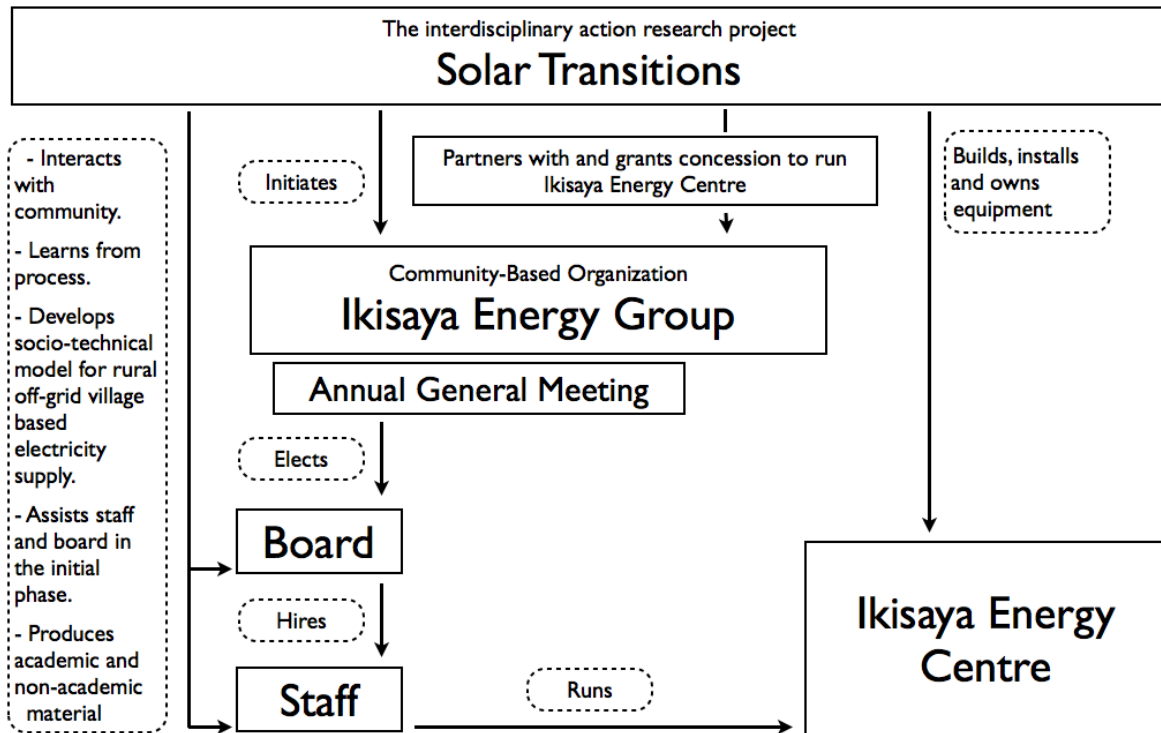 The interdisciplinary action research project
Solar Transitions
- Interacts
with
community.
- Learns from
process.
- Develops
socio-technical
model for rural
off-grid village
based
electricity
supply.
- Assists staff
and board in
the initial
phase.
- Produces
academic and
non-academic
material
Initiates
Partners with and grants concession to run
Ikisaya Energy Centre
Builds, installs
and owns
equipment
Community-Based Organization
Ikisaya Energy Group
Annual General Meeting
Elects
Board
Hires
Staff
Runs
Ikisaya Energy
Centre